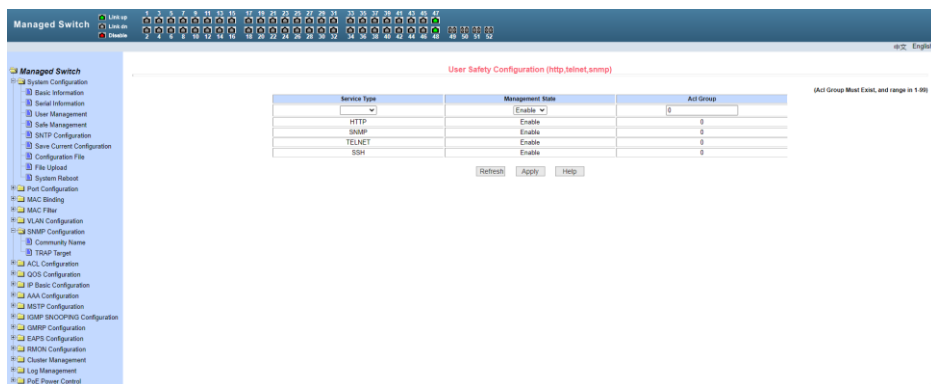 Managed Switch
Link up
Link on
Disable
1 3 5 7 9 11 13 15 17 19 21 23 25 27 29 31 33 35 37 39 41 43 45 47
2 4 6 8 10 12 14 16 18 20 22 24 26 28 30 32 34 36 38 40 42 44 46 48 49 50 51 52
中文 English
Managed Switch
System Configuration
Basic Information
Serial Information
User Management
Safe Management
SNTP Configuration
Save Current Configuration
Configuration File
File Upload
System Reboot
Port Configuration
MAC Binding
MAC Filter
VLAN Configuration
SNMP Configuration
Community Name
TRAP Target
ACL Configuration
QOS Configuration
IP Basic Configuration
AAA Configuration
MSTP Configuration
IGMP SNOOPING Configuration
GMRP Configuration
EAPS Configuration
RMON Configuration
Cluster Management
Log Management
PoE Power Control
User Safety Configuration (http,telnet,snmp)
(Acl Group Must Exist, and range in 1-99)
Service Type Management State Acl Group
Enable 0
HTTP Enable 0
SNMP Enable 0
TELNET Enable 0
SSH Enable 0
Refresh Apply Help